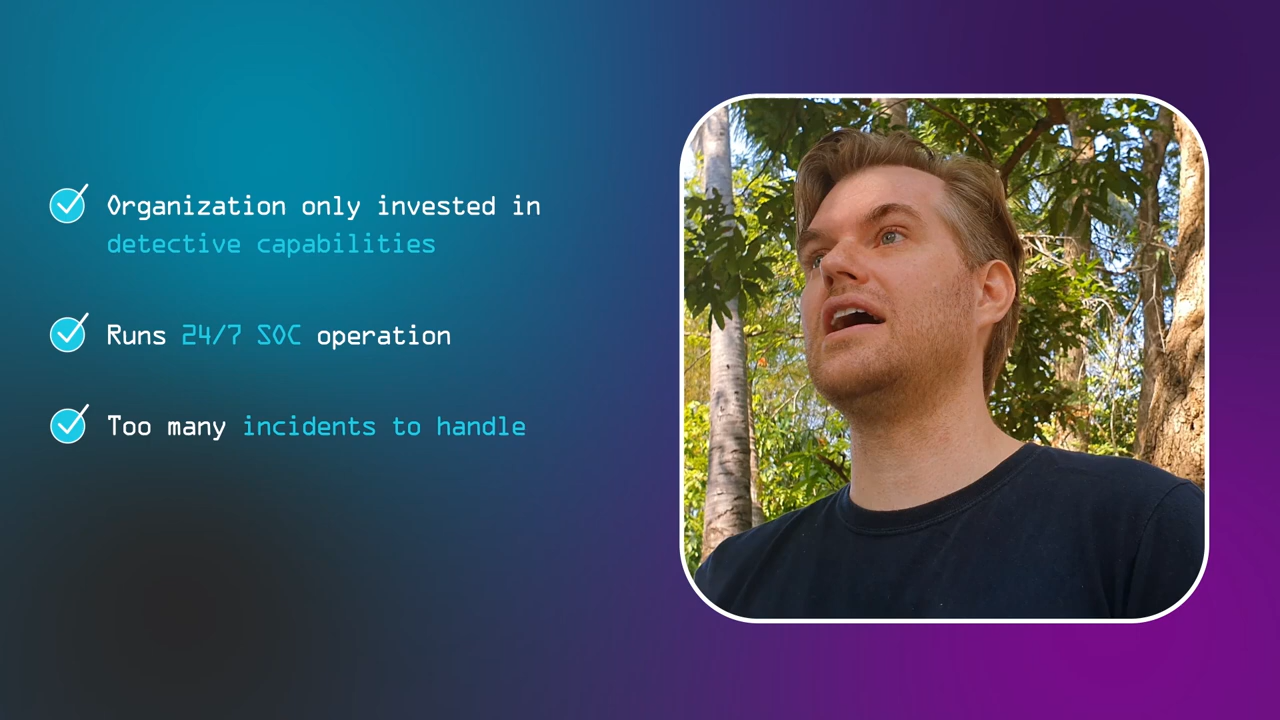 Organization only invested in
detective capabilities
Runs 24/7 SOC operation
Too many incidents to handle